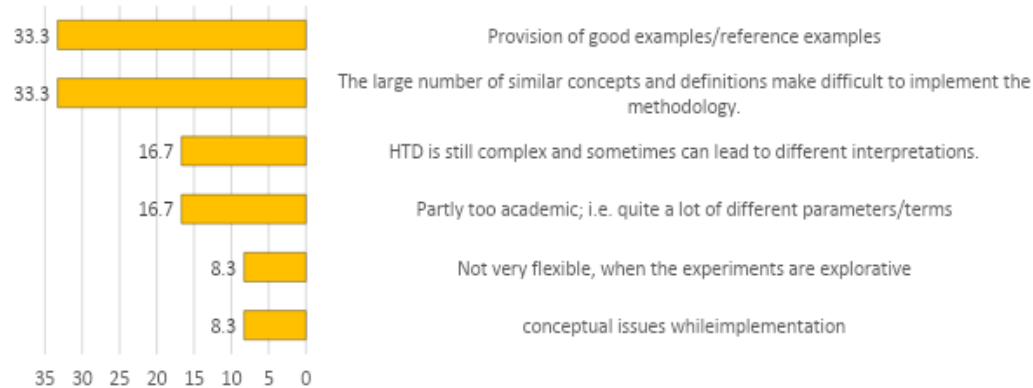 33.3 Provision of good examples/reference examples
33.3 The large number of similar concepts and definitions make difficult to implement the
methodology.
16.7 HTD is still complex and sometimes can lead to different interpretations.
16.7 Partly too academic; i.e. quite a lot of different parameters/terms
8.3 Not very flexible, when the experiments are explorative
8.3 conceptual issues whileimplementation
35 30 25 20 15 10 5 0